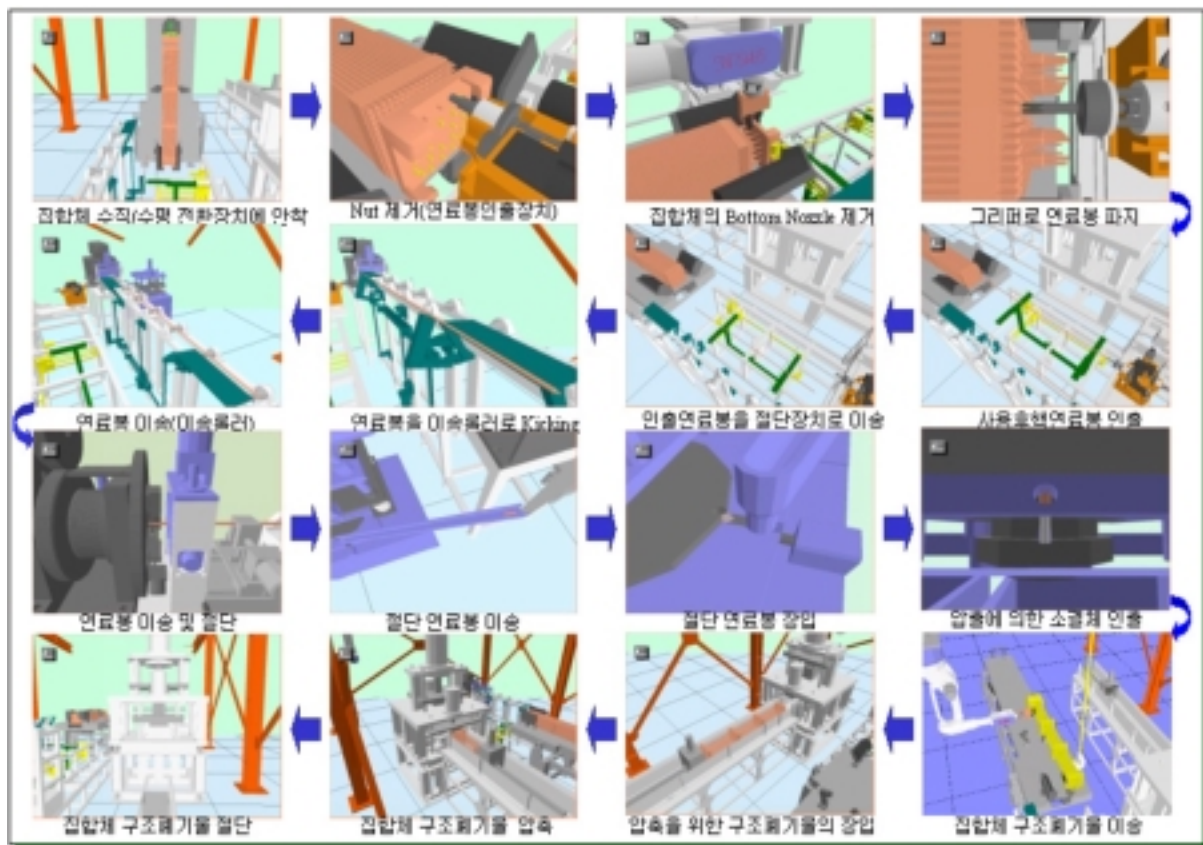 집합체 수직/수평 전환장치에 안착
Nut 제거(연료봉인출장치)
집합체의 Bottom Nozzle 제거
그리퍼로 연료봉 파지
사용후핵연료봉 인출
인출연료봉을 절단장치로 이송
연료봉을 이송롤러로 Kicking
연료봉 이송(이송롤러)
연료봉 이송 및 절단
절단 연료봉 이송
절단 연료봉 장입
압출에 의한 소결체 인출
집합체 구조폐기물 이송
압축을 위한 구조폐기물의 장입
집합체 구조폐기물 압축
집합체 구조폐기물 절단